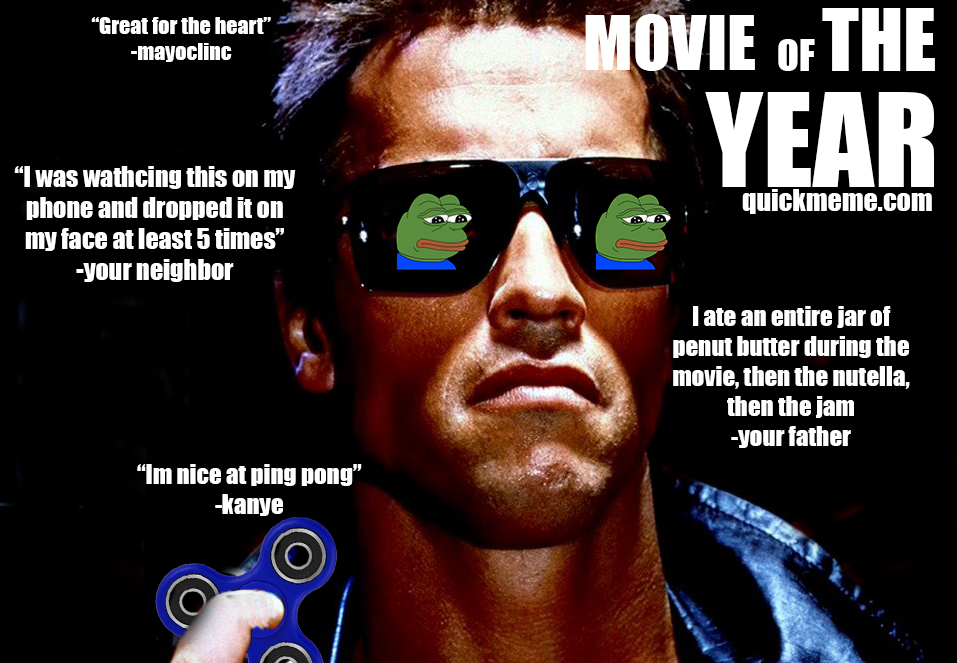 “Great for the heart”
-mayoclinc
MOVIE OF THE
YEAR
quickmeme.com
“I was wathcing this on my
phone and dropped it on
my face at least 5 times”
-your neighbor
I ate an entire jar of
penut butter during the
movie, then the nutella,
then the jam
-your father
“Im nice at ping pong”
-kanye